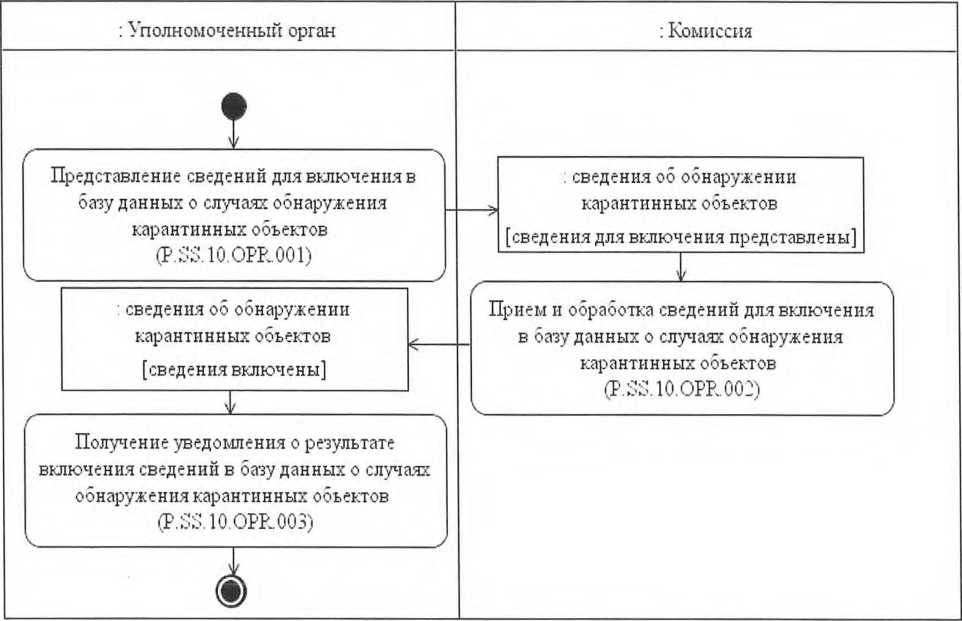 : Уполномоченный орган
: Комиссия
Представление сведений для включения в
базу данных о случаях обнаружения
карантинных объектов
(P.SS.10.OPR.001)
: сведения об обнаружении
карантинных объектов
[сведения для включения представлены]
Прием и обработка сведений для включения
в базу данных о случаях обнаружения
карантинных объектов
(P.SS.10.OPR.002)
: сведения об обнаружении
карантинных объектов
[сведения включены]
Получение уведомления о результате
включения сведений в базу данных о случаях
обнаружения карантинных объектов
(P.SS.10.OPR.003)